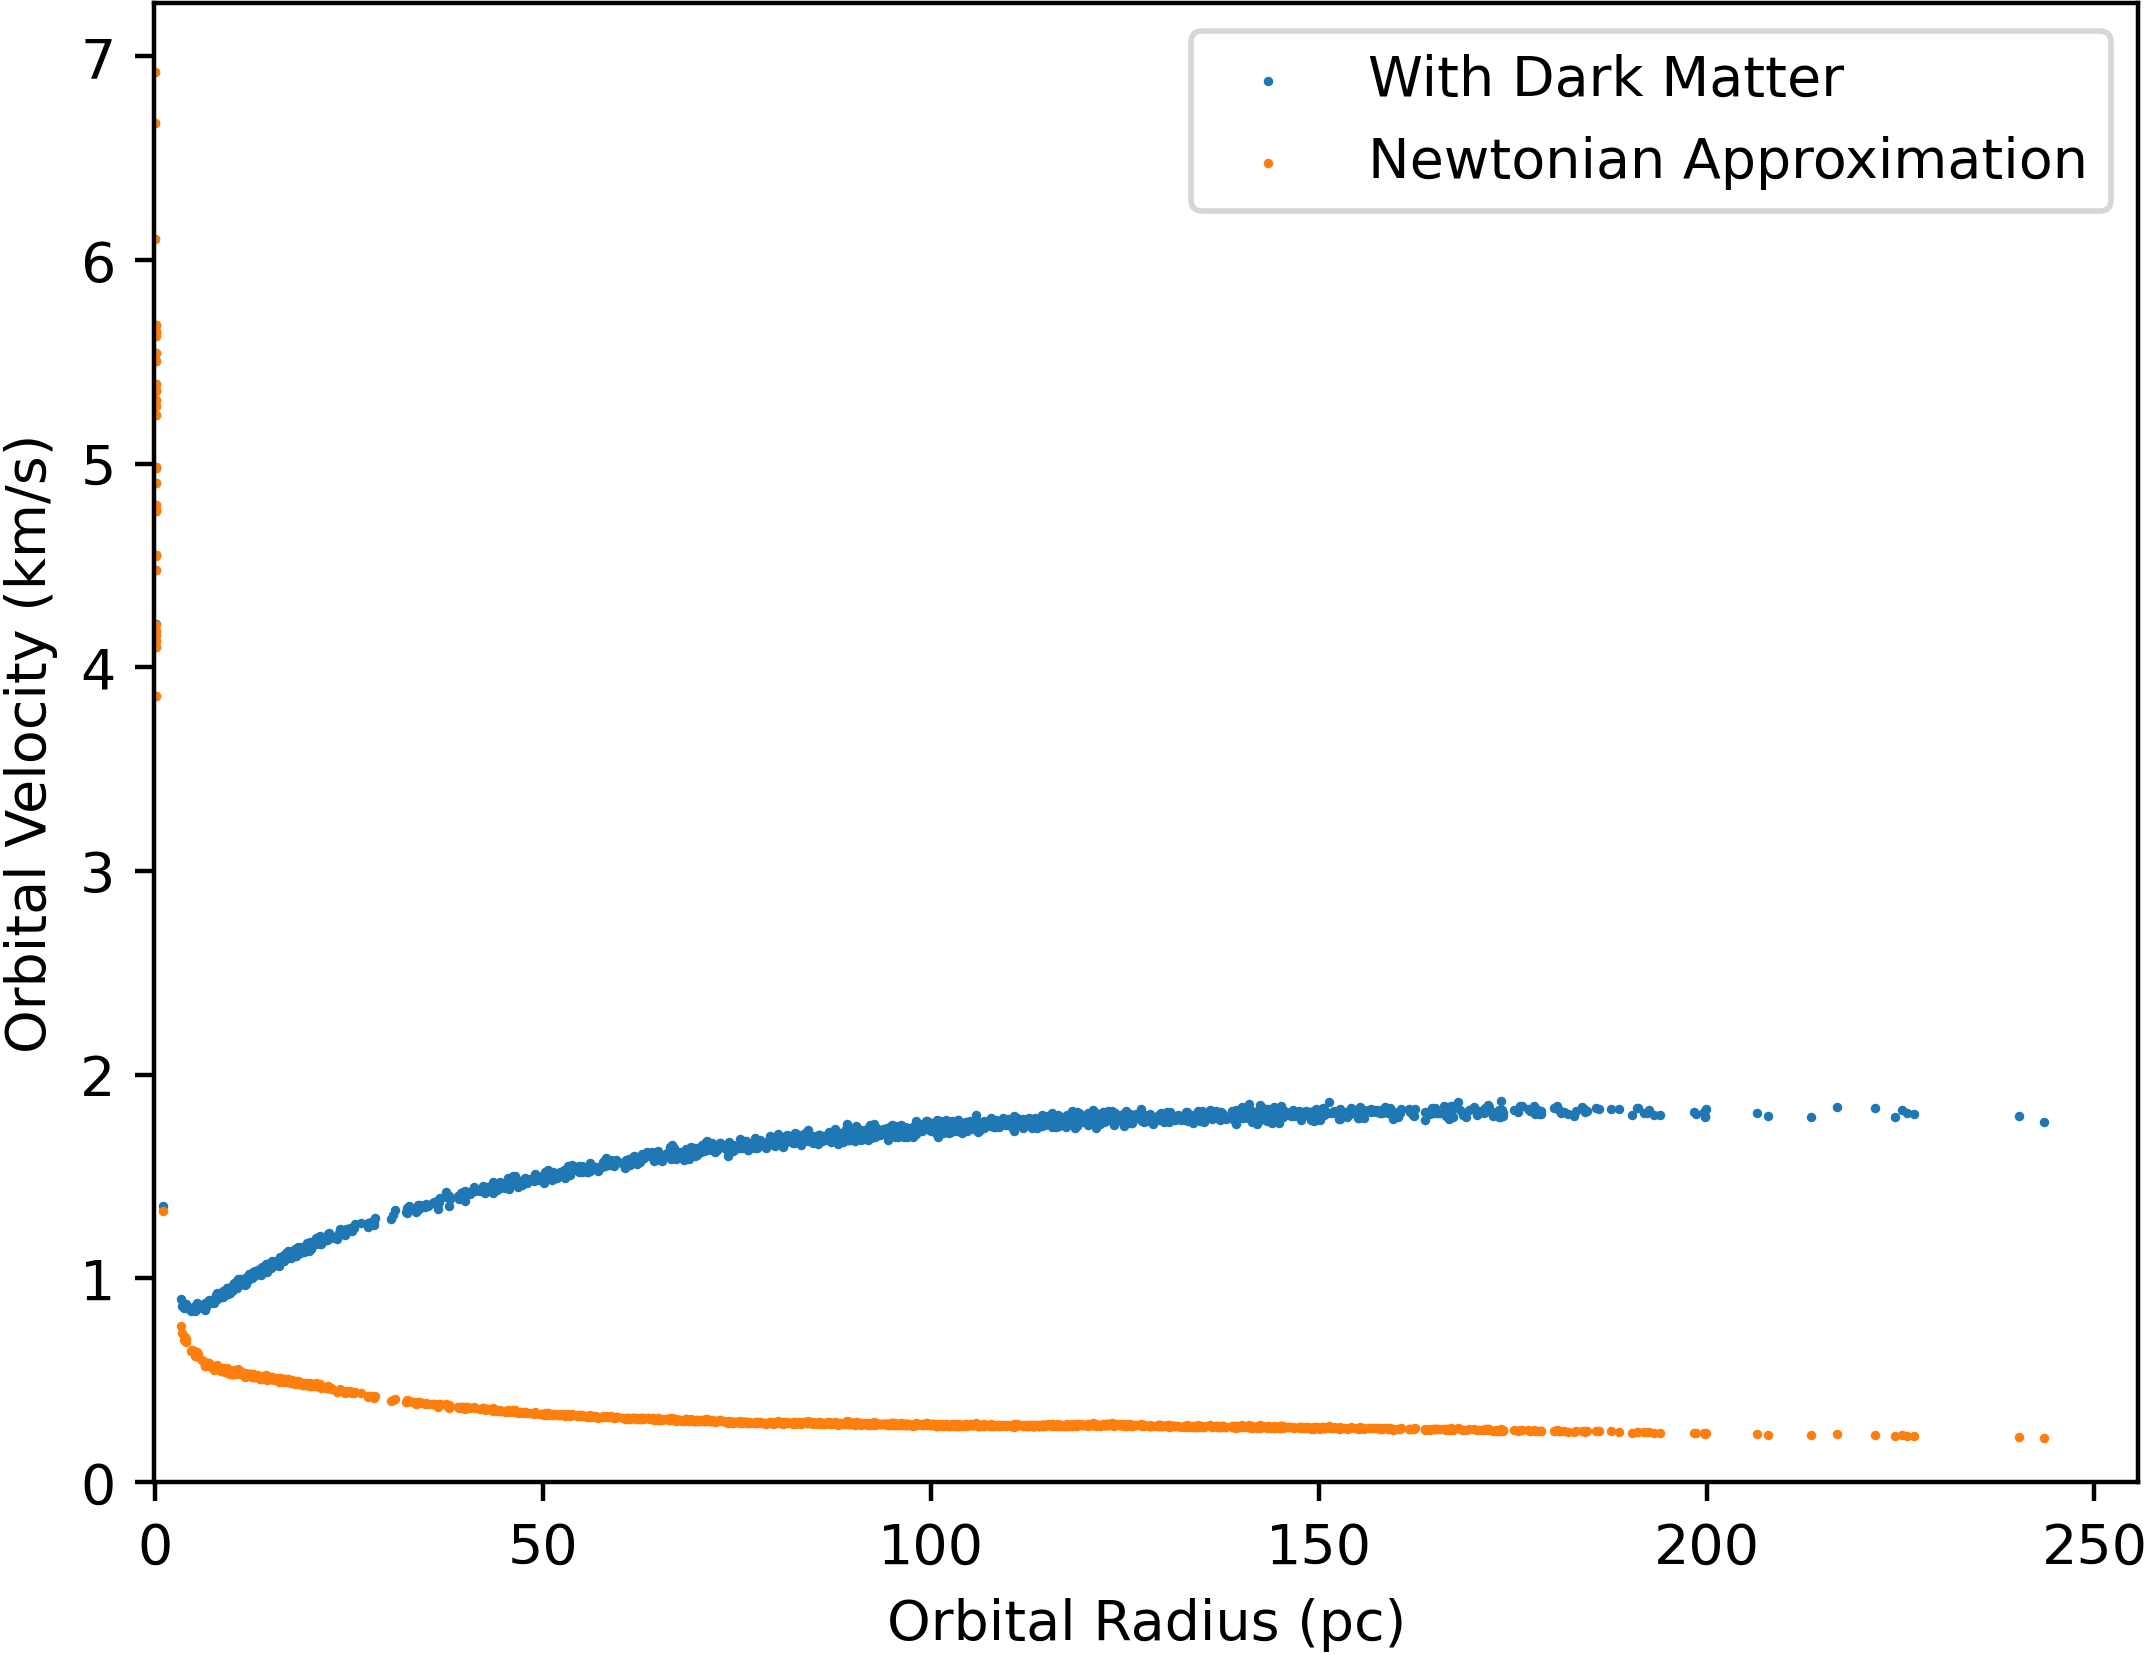 With Dark Matter
Newtonian Approximation
Orbital Velocity (km/s)
7
6
5
4
3
2
1
0
0 50 100 150 200 250
Orbital Radius (pc)